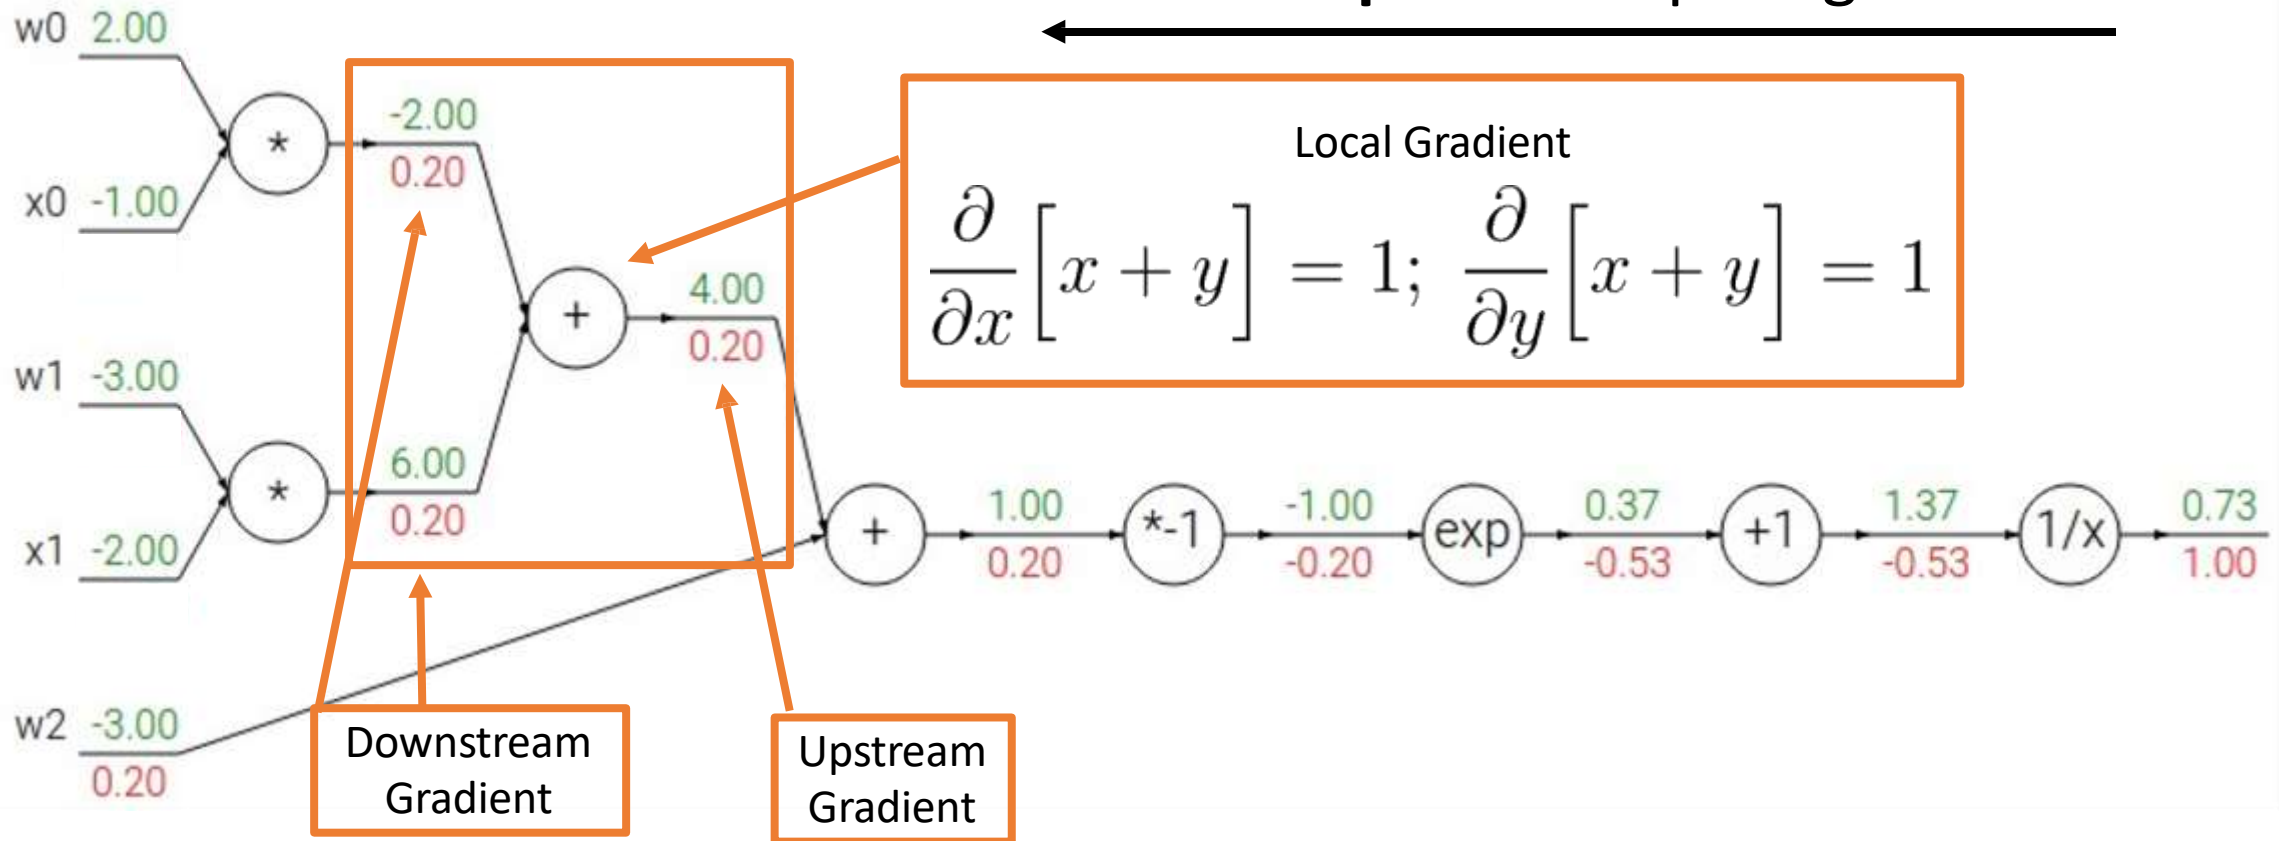 w0 2.00
x0 -1.00
*
-2.00
0.20
w1 -3.00
x1 -2.00
*
6.00
0.20
+
4.00
0.20
Local Gradient
∂/∂x [x + y] = 1; ∂/∂y [x + y] = 1
w2 -3.00
0.20
+
1.00
0.20
*-1
-1.00
-0.20
exp
0.37
-0.53
+1
1.37
-0.53
1/x
0.73
1.00
Downstream
Gradient
Upstream
Gradient